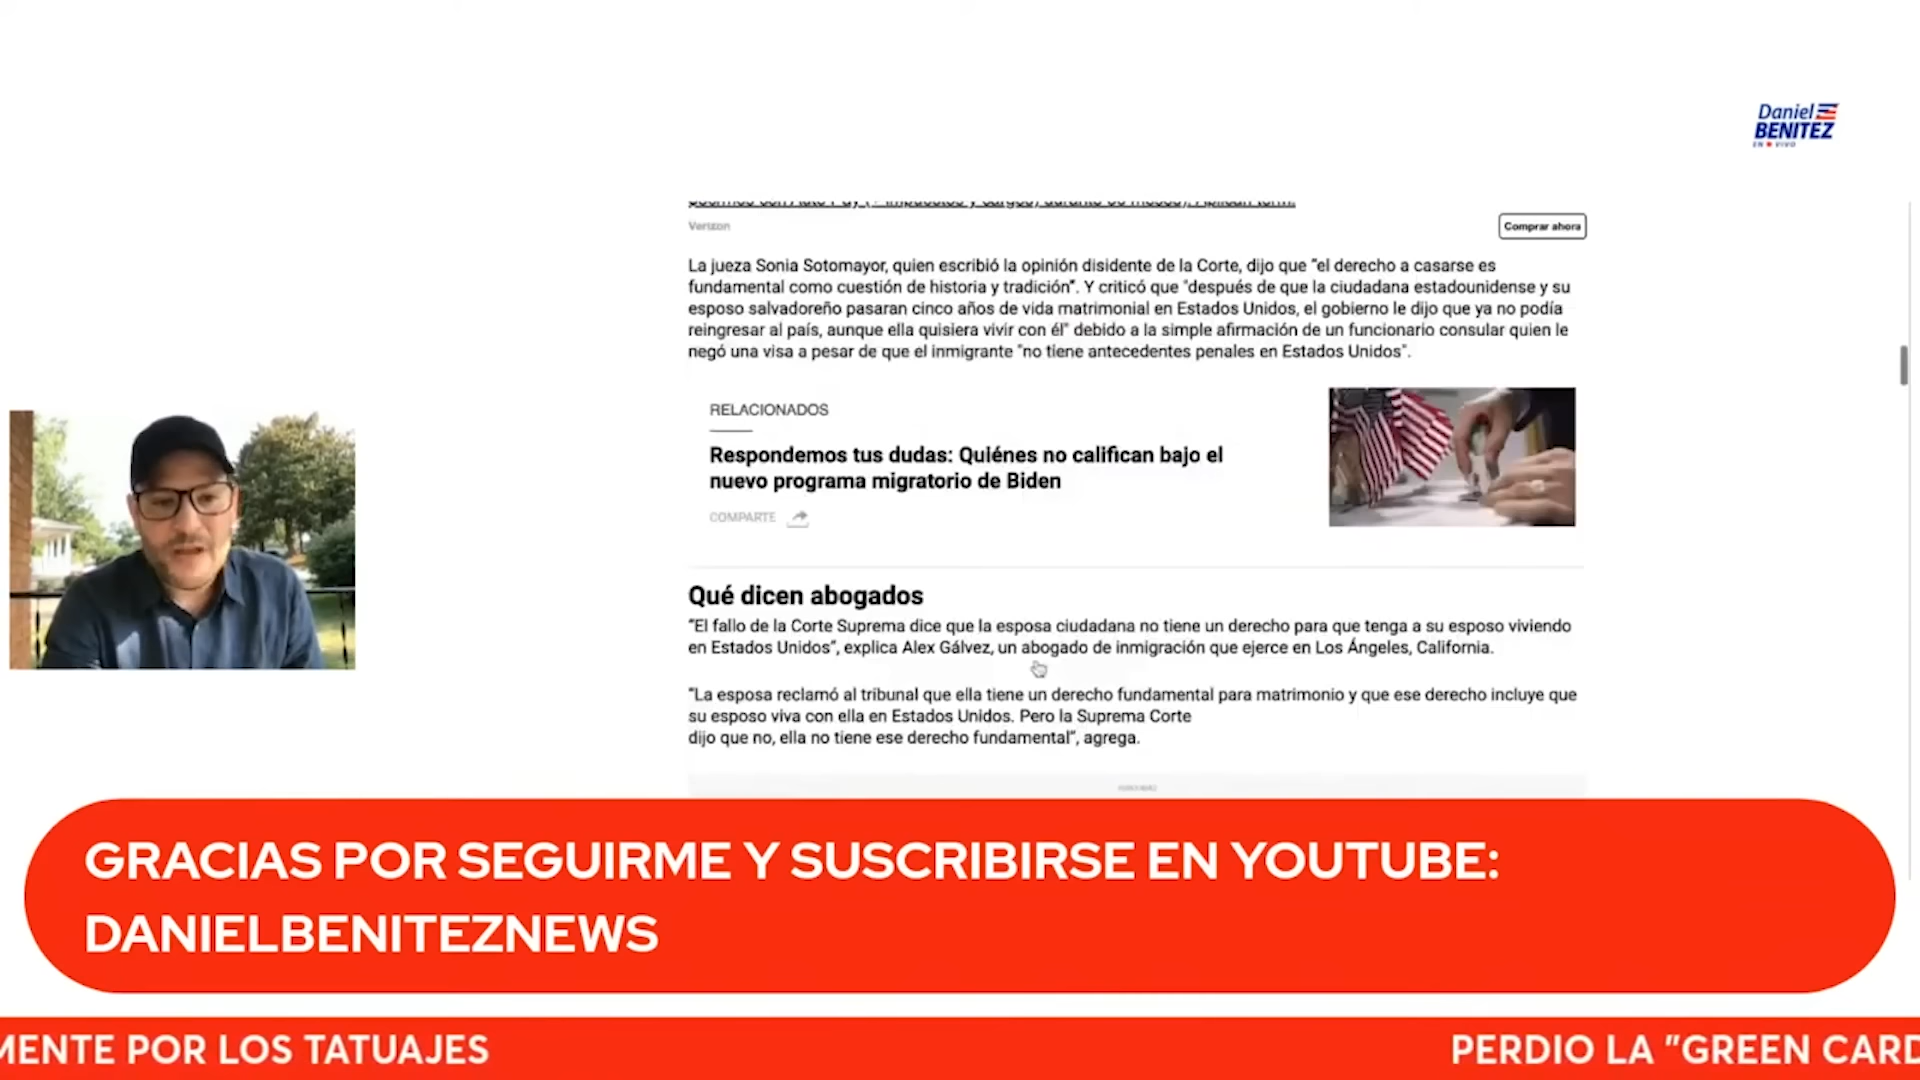 Daniel
BENITEZ
EN VIVO
Verizon
Comprar ahora
La jueza Sonia Sotomayor, quien escribió la opinión disidente de la Corte, dijo que "el derecho a casarse es
fundamental como cuestión de historia y tradición". Y criticó que "después de que la ciudadana estadounidense y su
esposo salvadoreño pasaran cinco años de vida matrimonial en Estados Unidos, el gobierno le dijo que ya no podía
reingresar al país, aunque ella quisiera vivir con él" debido a la simple afirmación de un funcionario consular quien le
negó una visa a pesar de que el inmigrante "no tiene antecedentes penales en Estados Unidos".
RELACIONADOS
Respondemos tus dudas: Quiénes no califican bajo el
nuevo programa migratorio de Biden
COMPARTE
Qué dicen abogados
"El fallo de la Corte Suprema dice que la esposa ciudadana no tiene un derecho para que tenga a su esposo viviendo
en Estados Unidos", explica Alex Gálvez, un abogado de inmigración que ejerce en Los Ángeles, California.
"La esposa reclamó al tribunal que ella tiene un derecho fundamental para matrimonio y que ese derecho incluye que
su esposo viva con ella en Estados Unidos. Pero la Suprema Corte
dijo que no, ella no tiene ese derecho fundamental", agrega.
GRACIAS POR SEGUIRME Y SUSCRIBIRSE EN YOUTUBE:
DANIELBENITEZNEWS
MENTE POR LOS TATUAJES
PERDIO LA "GREEN CARD